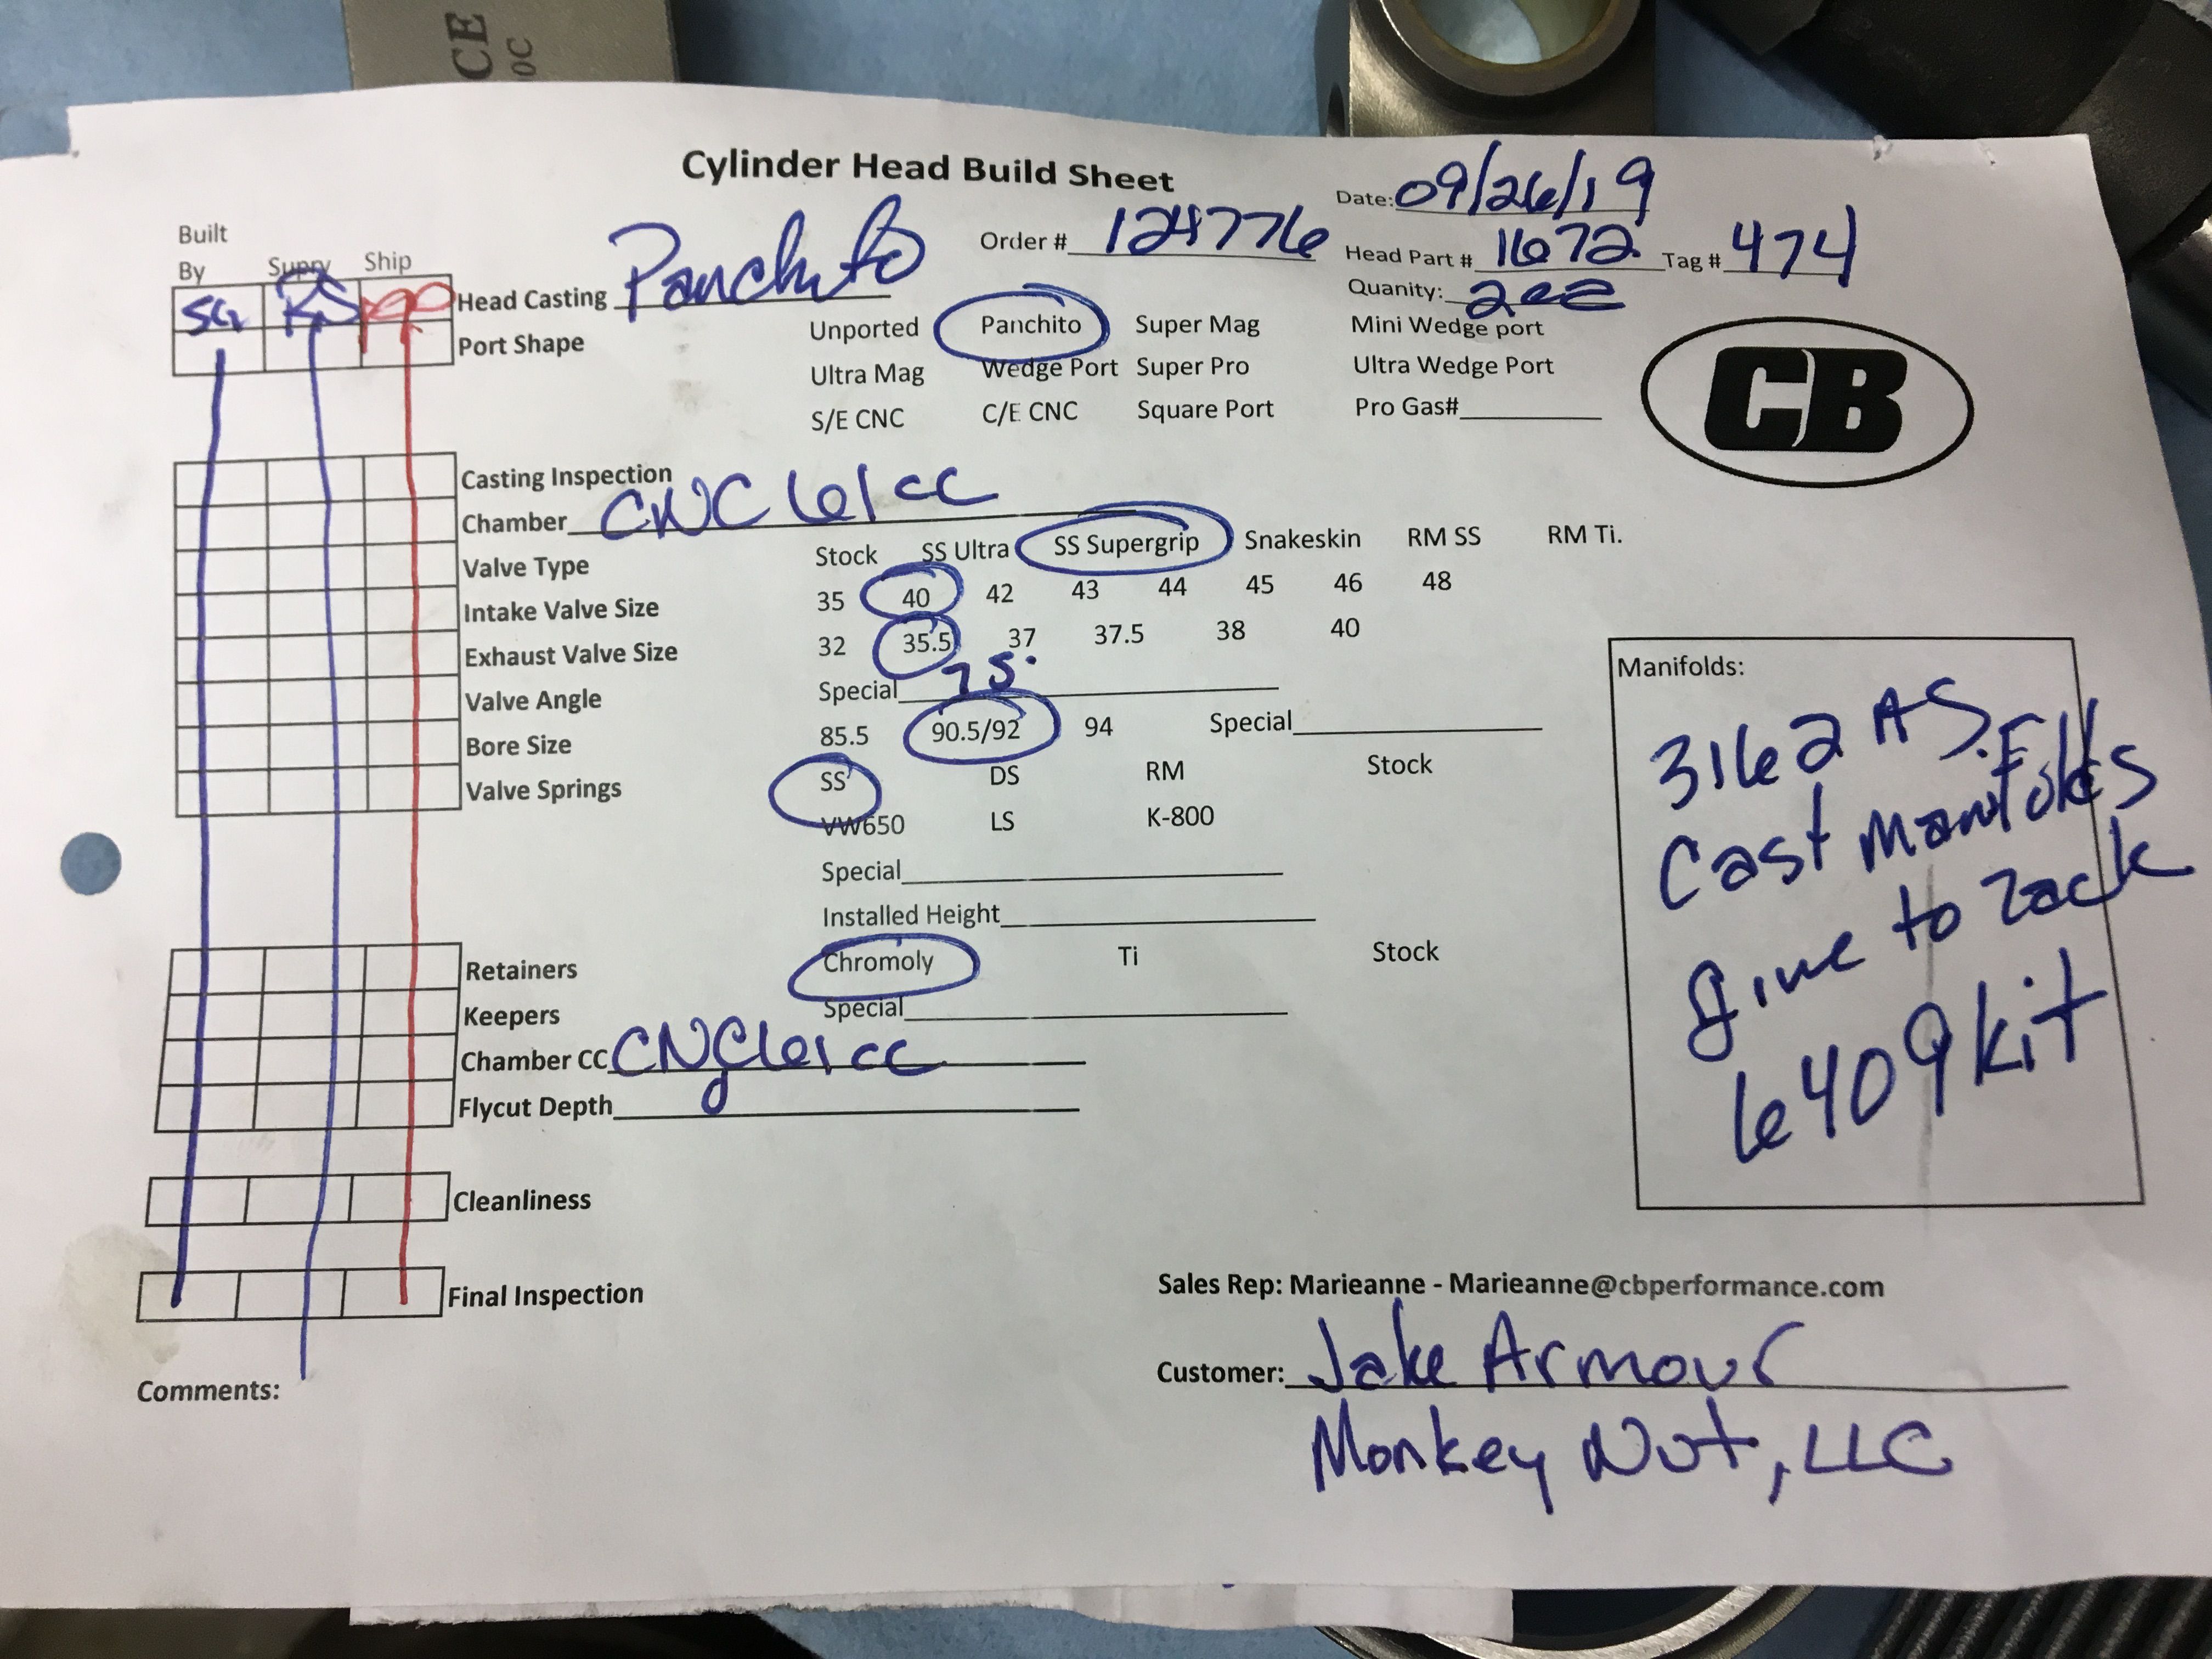 CE
0C
Cylinder Head Build Sheet
Date: 09/26/19
Order # 124776
Head Part # 1672 Tag # 474
Quanity: 2
Built By Suprv Ship
SG KS
Head Casting Panchito
Port Shape
Unported Panchito Super Mag Mini Wedge port
Ultra Mag Wedge Port Super Pro Ultra Wedge Port
S/E CNC C/E CNC Square Port Pro Gas#
CB
Casting Inspection
Chamber CNC 61cc
Valve Type Stock SS Ultra SS Supergrip Snakeskin RM SS RM Ti.
Intake Valve Size 35 40 42 43 44 45 46 48
Exhaust Valve Size 32 35.5 37 37.5 38 40
Valve Angle Special 75°
Bore Size 85.5 90.5/92 94 Special
Valve Springs SS DS RM Stock
VW650 LS K-800
Special
Installed Height
Retainers Chromoly Ti Stock
Keepers Special
Chamber CC CNC 61cc
Flycut Depth
Cleanliness
Final Inspection
Comments:
Manifolds:
3162 AS.
Cast Manifolds
give to Zack
6409 kit
Sales Rep: Marieanne - Marieanne@cbperformance.com
Customer: Jake Armour
Monkey Nut, LLC